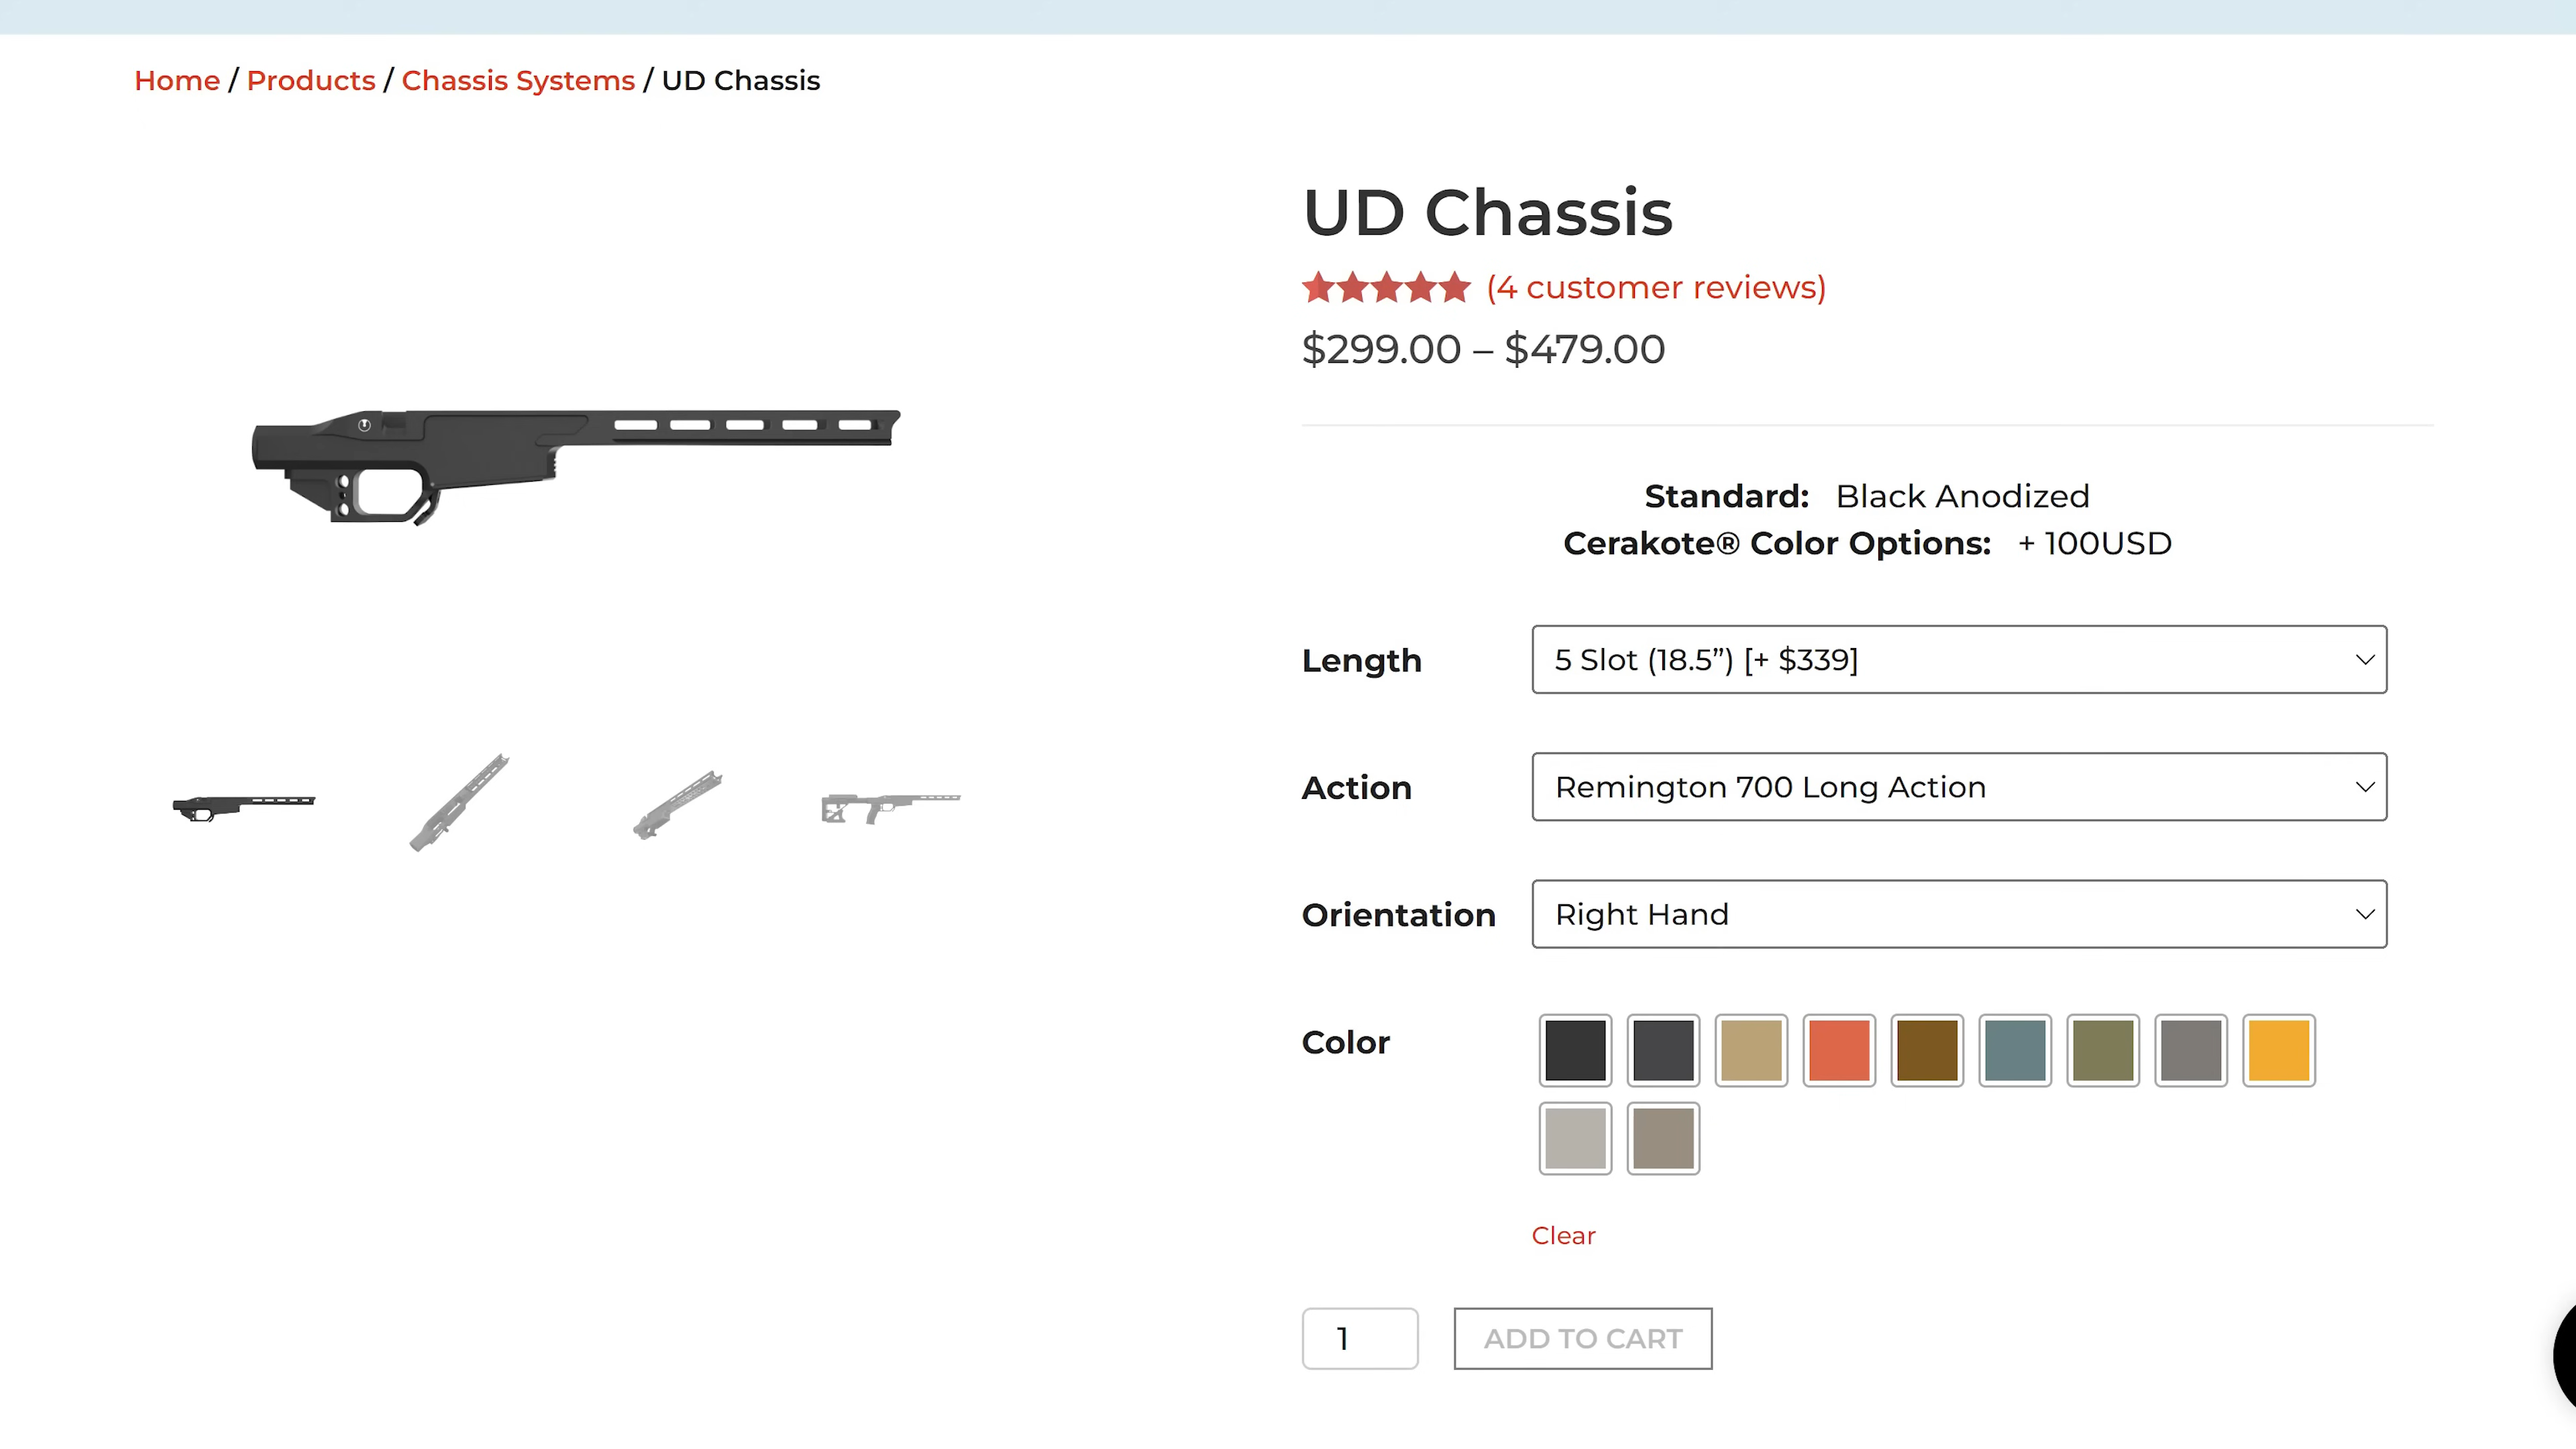 Home / Products / Chassis Systems / UD Chassis
UD Chassis
(4 customer reviews)
$299.00 – $479.00
Standard: Black Anodized
Cerakote® Color Options: + 100USD
Length
5 Slot (18.5”) [+ $339]
Action
Remington 700 Long Action
Orientation
Right Hand
Color
Clear
1
ADD TO CART